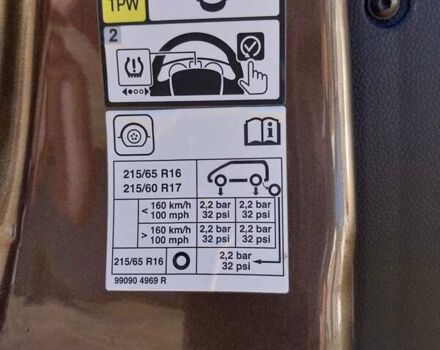 TPW
2
215/65 R16
215/60 R17
< 160 km/h 2,2 bar 2,2 bar
100 mph 32 psi 32 psi
> 160 km/h 2,2 bar 2,2 bar
100 mph 32 psi 32 psi
215/65 R16 2,2 bar
32 psi
99090 4969 R